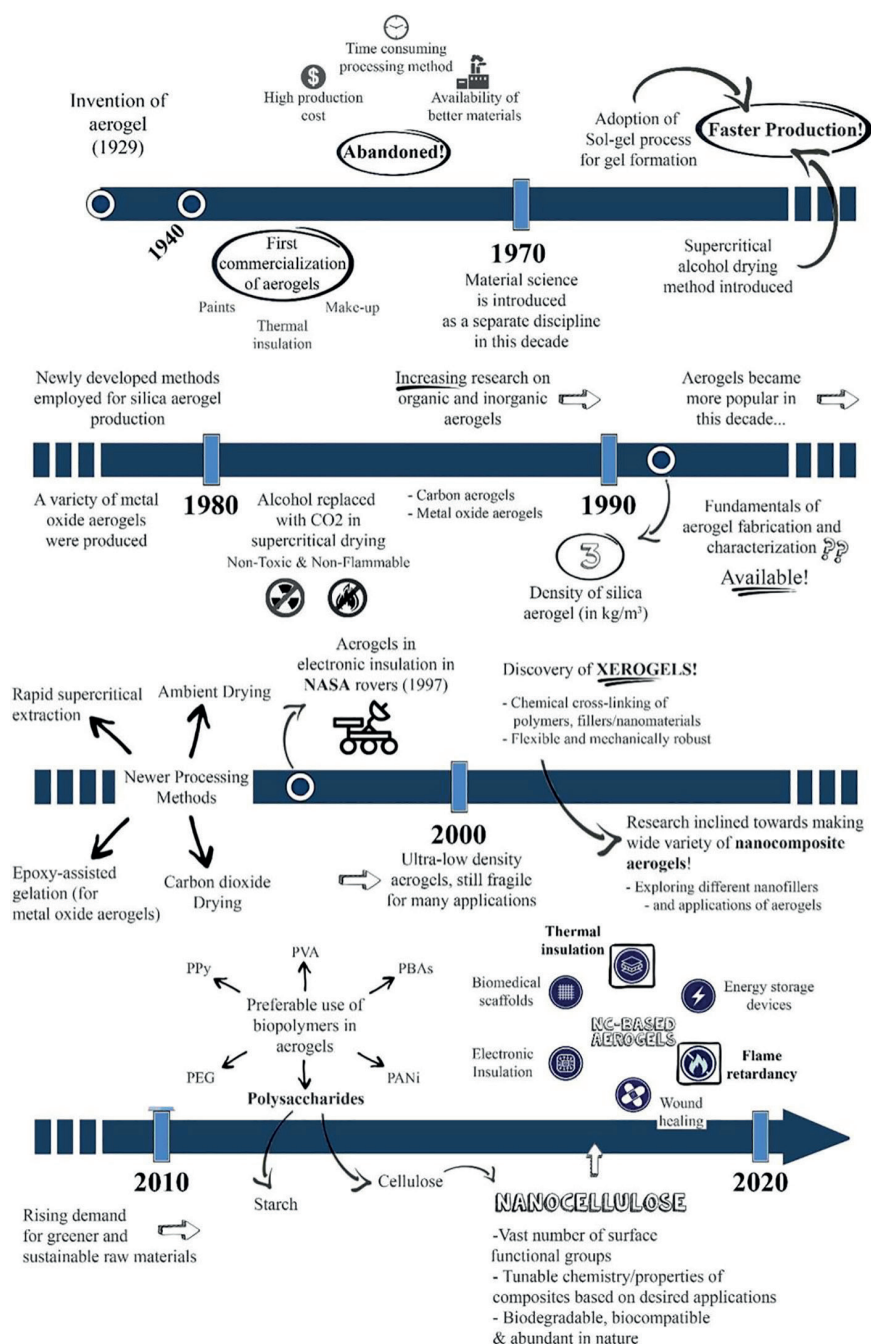 Time consuming
processing method
High production
cost
Availability of
better materials
Invention of
aerogel
(1929)
Abandoned!
Adoption of
Sol-gel process
for gel formation
Faster Production!
1940
First
commercialization
of aerogels
Paints
Make-up
Thermal
insulation
1970
Material science
is introduced
as a separate discipline
in this decade
Supercritical
alcohol drying
method introduced
Newly developed methods
employed for silica aerogel
production
Increasing research on
organic and inorganic
aerogels
Aerogels became
more popular in
this decade...
A variety of metal
oxide aerogels
were produced
1980
Alcohol replaced
with CO2 in
supercritical drying
Non-Toxic & Non-Flammable
- Carbon aerogels
- Metal oxide aerogels
1990
3
Density of silica
aerogel (in kg/m³)
Fundamentals of
aerogel fabrication and
characterization ??
Available!
Rapid supercritical
extraction
Ambient Drying
Aerogels in
electronic insulation in
NASA rovers (1997)
Discovery of XEROGELS!
- Chemical cross-linking of
polymers, fillers/nanomaterials
- Flexible and mechanically robust
Newer Processing
Methods
Epoxy-assisted
gelation (for
metal oxide aerogels)
Carbon dioxide
Drying
2000
Ultra-low density
aerogels, still fragile
for many applications
Research inclined towards making
wide variety of nanocomposite
aerogels!
- Exploring different nanofillers
- and applications of aerogels
PPy
PVA
PBAs
Preferable use of
biopolymers in
aerogels
PEG
PANi
Polysaccharides
Thermal
insulation
Biomedical
scaffolds
Energy storage
devices
NC-BASED
AEROGELS
Electronic
Insulation
Flame
retardancy
Wound
healing
2010
Starch
Cellulose
2020
Rising demand
for greener and
sustainable raw materials
NANOCELLULOSE
-Vast number of surface
functional groups
- Tunable chemistry/properties of
composites based on desired applications
- Biodegradable, biocompatible
& abundant in nature